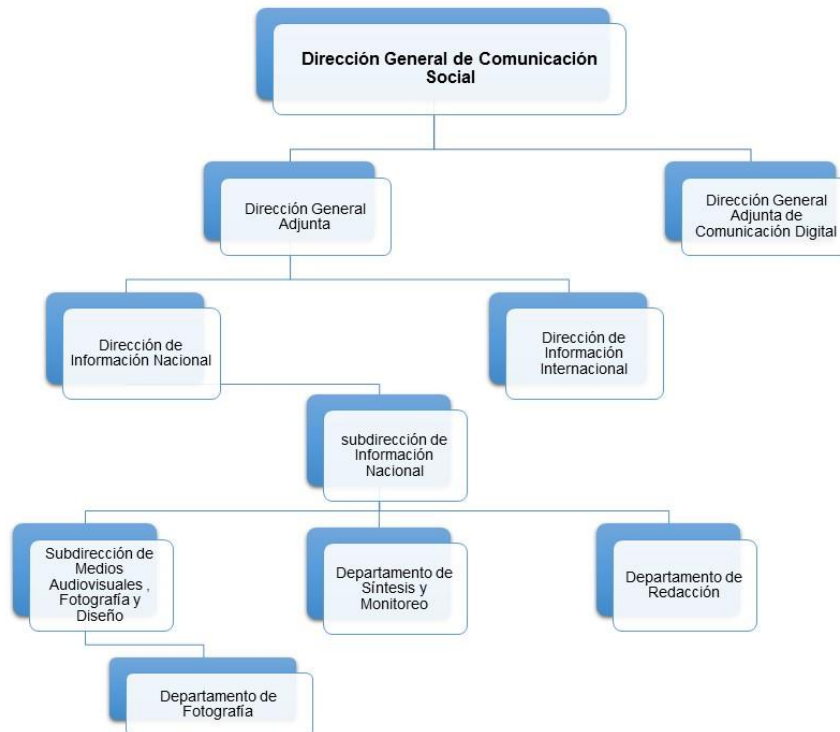 Dirección General de Comunicación
Social
Dirección General
Adjunta
Dirección General
Adjunta de
Comunicación Digital
Dirección de
Información Nacional
Dirección de
Información
Internacional
subdirección de
Información
Nacional
Subdirección de
Medios
Audiovisuales ,
Fotografía y
Diseño
Departamento de
Síntesis y
Monitoreo
Departamento de
Redacción
Departamento de
Fotografía